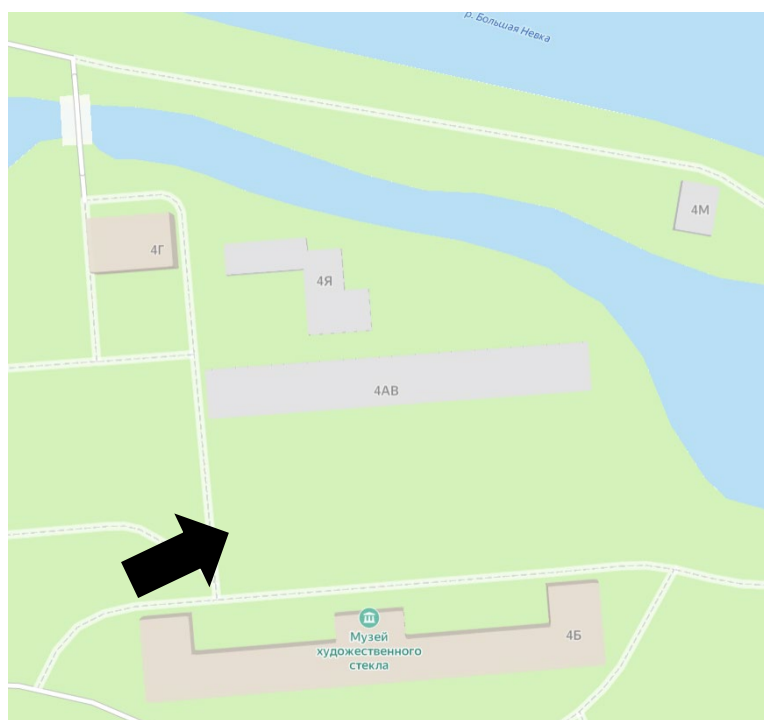 р. Большая Невка
4М
4Г
4Я
4АВ
Музей
художественного
стекла
4Б